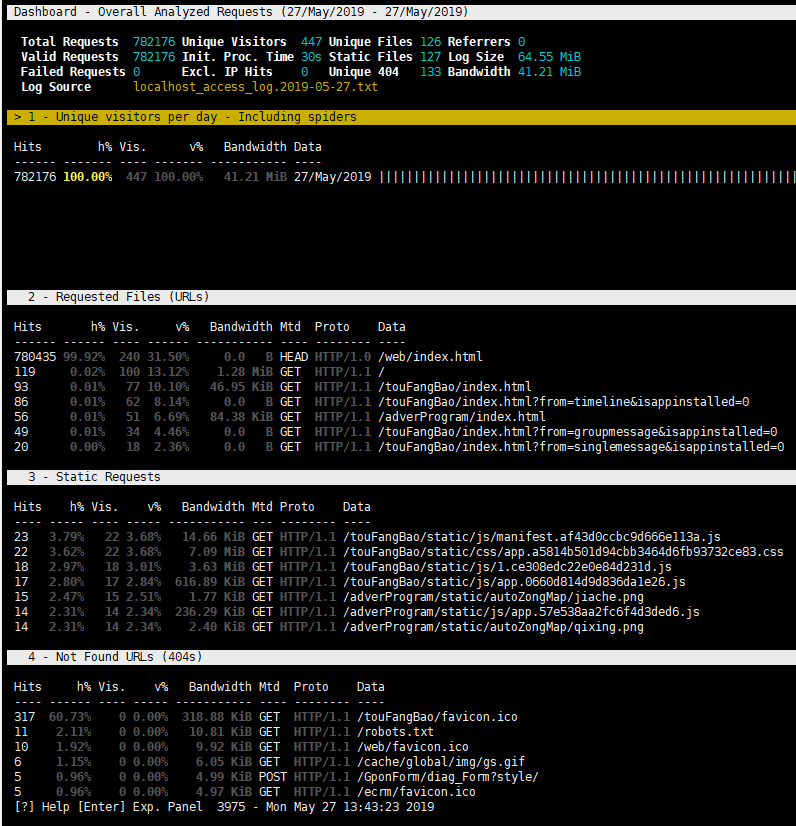 Dashboard - Overall Analyzed Requests (27/May/2019 - 27/May/2019)
Total Requests 782176 Unique Visitors 447 Unique Files 126 Referrers 0
Valid Requests 782176 Init. Proc. Time 30s Static Files 127 Log Size 64.55 MiB
Failed Requests 0 Excl. IP Hits 0 Unique 404 133 Bandwidth 41.21 MiB
Log Source localhost_access_log.2019-05-27.txt
> 1 - Unique visitors per day - Including spiders
Hits h% Vis. v% Bandwidth Data
------ ------- ---- ------- ----------- ----
782176 100.00% 447 100.00% 41.21 MiB 27/May/2019 ||||||||||||||||||||||||||||||||||||||||||||||||||||||||||||
2 - Requested Files (URLs)
Hits h% Vis. v% Bandwidth Mtd Proto Data
------ ------ ---- ------ ----------- ---- -------- ----
780435 99.92% 240 31.50% 0.0 B HEAD HTTP/1.0 /web/index.html
119 0.02% 100 13.12% 1.28 MiB GET HTTP/1.1 /
93 0.01% 77 10.10% 46.95 KiB GET HTTP/1.1 /touFangBao/index.html
86 0.01% 62 8.14% 0.0 B GET HTTP/1.1 /touFangBao/index.html?from=timeline&isappinstalled=0
56 0.01% 51 6.69% 84.38 KiB GET HTTP/1.1 /adverProgram/index.html
49 0.01% 34 4.46% 0.0 B GET HTTP/1.1 /touFangBao/index.html?from=groupmessage&isappinstalled=0
20 0.00% 18 2.36% 0.0 B GET HTTP/1.1 /touFangBao/index.html?from=singlemessage&isappinstalled=0
3 - Static Requests
Hits h% Vis. v% Bandwidth Mtd Proto Data
---- ----- ---- ----- ----------- --- -------- ----
23 3.79% 22 3.68% 14.66 KiB GET HTTP/1.1 /touFangBao/static/js/manifest.af43d0ccbc9d666e113a.js
22 3.62% 22 3.68% 7.09 MiB GET HTTP/1.1 /touFangBao/static/css/app.a5814b501d94cbb3464d6fb93732ce83.css
18 2.97% 18 3.01% 3.63 MiB GET HTTP/1.1 /touFangBao/static/js/1.ce308edc22e0e84d231d.js
17 2.80% 17 2.84% 616.89 KiB GET HTTP/1.1 /touFangBao/static/js/app.0660d814d9d836da1e26.js
15 2.47% 15 2.51% 1.77 KiB GET HTTP/1.1 /adverProgram/static/autoZongMap/jiache.png
14 2.31% 14 2.34% 236.29 KiB GET HTTP/1.1 /adverProgram/static/js/app.57e538aa2fc6f4d3ded6.js
14 2.31% 14 2.34% 2.40 KiB GET HTTP/1.1 /adverProgram/static/autoZongMap/qixing.png
4 - Not Found URLs (404s)
Hits h% Vis. v% Bandwidth Mtd Proto Data
---- ------ ---- ----- ----------- ---- -------- ----
317 60.73% 0 0.00% 318.88 KiB GET HTTP/1.1 /touFangBao/favicon.ico
11 2.11% 0 0.00% 10.81 KiB GET HTTP/1.1 /robots.txt
10 1.92% 0 0.00% 9.92 KiB GET HTTP/1.1 /web/favicon.ico
6 1.15% 0 0.00% 6.05 KiB GET HTTP/1.1 /cache/global/img/gs.gif
5 0.96% 0 0.00% 4.99 KiB POST HTTP/1.1 /GponForm/diag_Form?style/
5 0.96% 0 0.00% 4.97 KiB GET HTTP/1.1 /ecrm/favicon.ico
[?] Help [Enter] Exp. Panel 3975 - Mon May 27 13:43:23 2019